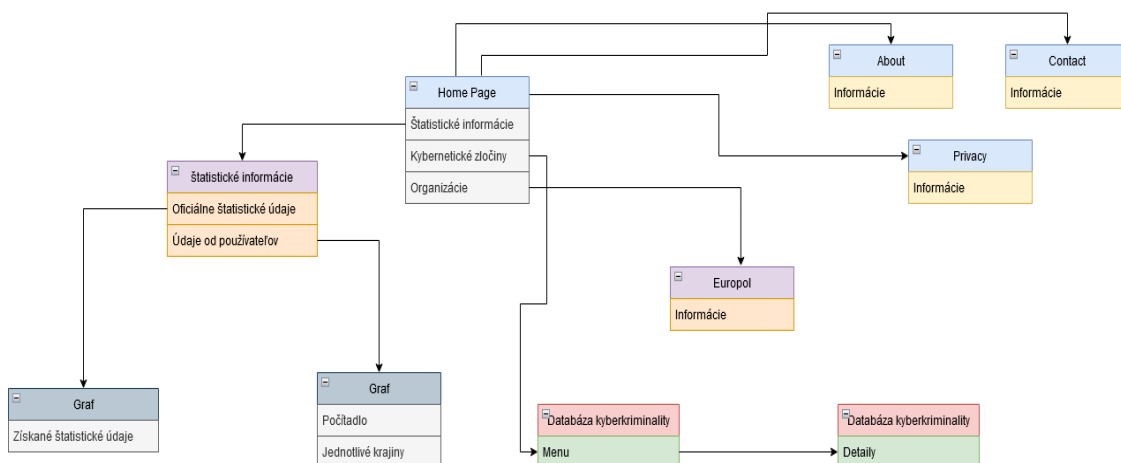 About
Informácie
Contact
Informácie
Home Page
Štatistické informácie
Kybernetické zločiny
Organizácie
Privacy
Informácie
štatistické informácie
Oficiálne štatistické údaje
Údaje od používateľov
Europol
Informácie
Graf
Získané štatistické údaje
Graf
Počítadlo
Jednotlivé krajiny
Databáza kyberkriminality
Menu
Databáza kyberkriminality
Detaily